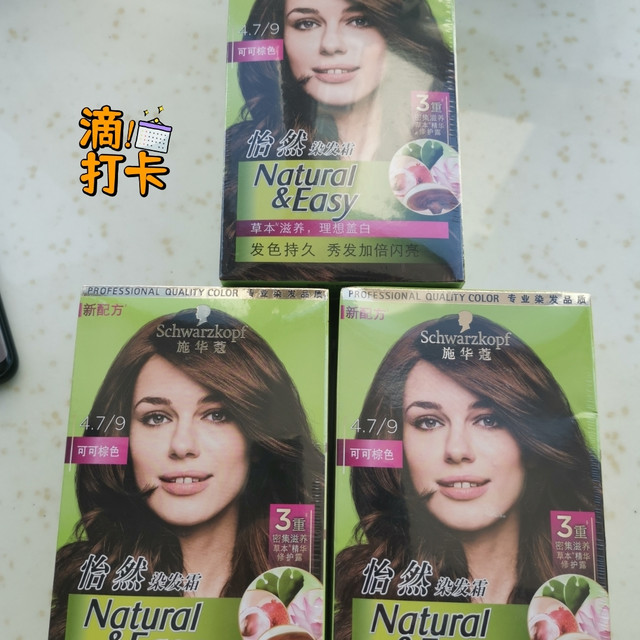 4.7/9
可可棕色
滴!
打卡
3重
密集滋养
草本*精华
修护露
怡然 染发霜
Natural
&Easy
草本*滋养，理想盖白
发色持久 秀发加倍闪亮
PROFESSIONAL QUALITY COLOR 专业染发品质
新配方
Schwarzkopf
施华蔻
4.7/9
可可棕色
3重
密集滋养
草本*精华
修护露
怡然 染发霜
Natural
&Easy
PROFESSIONAL QUALITY COLOR 专业染发品质
新配方
Schwarzkopf
施华蔻
4.7/9
可可棕色
3重
密集滋养
草本*精华
修护露
怡然 染发霜
Natural
&Easy